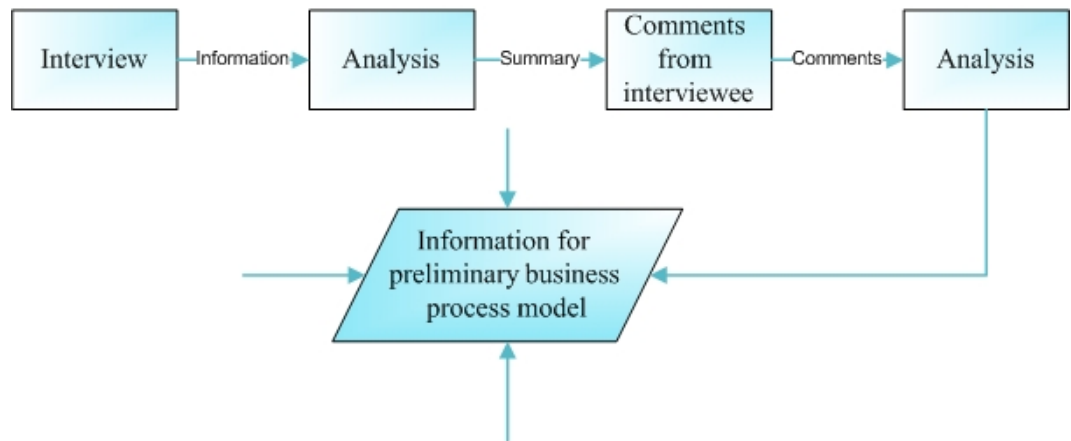 Interview
Information
Analysis
Summary
Comments
from
interviewee
Comments
Analysis
Information for
preliminary business
process model